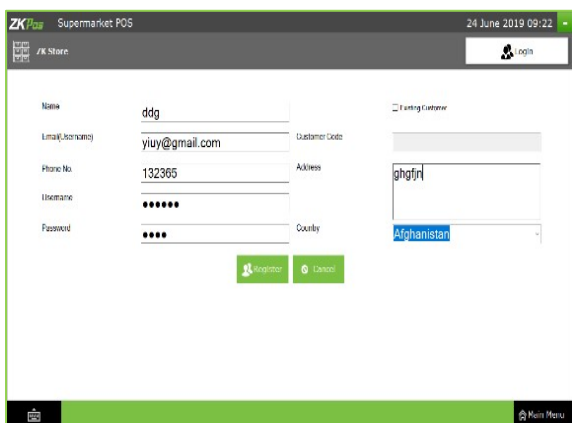 ZKPos Supermarket POS 24 June 2019 09:22 -
ZK Store Login
Name ddg Existing Customer
Email(Username) yiuy@gmail.com Customer Code
Phone No. 132365 Address ghgfjn
Username ••••••
Password •••• Country Afghanistan
Register Cancel
Main Menu